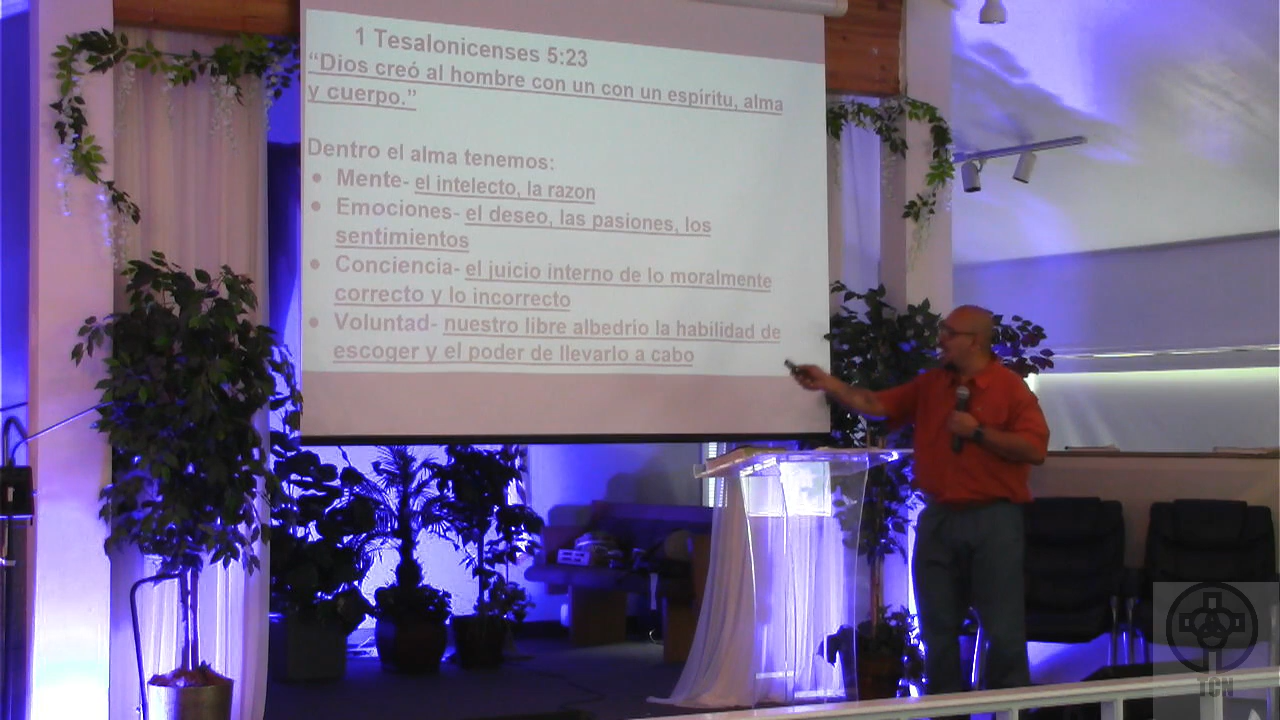 1 Tesalonicenses 5:23
“Dios creó al hombre con un con un espíritu, alma
y cuerpo.”
Dentro el alma tenemos:
• Mente- el intelecto, la razon
• Emociones- el deseo, las pasiones, los
sentimientos
• Conciencia- el juicio interno de lo moralmente
correcto y lo incorrecto
• Voluntad- nuestro libre albedrío la habilidad de
escoger y el poder de llevarlo a cabo
TCN